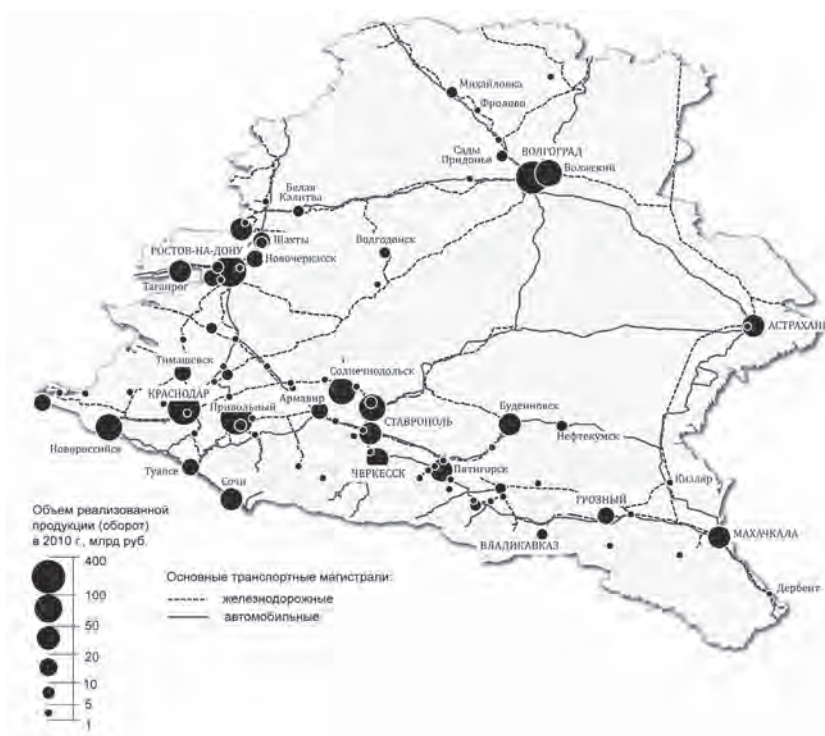 Михайловка
Фролово
Сады
Придонья
ВОЛГОГРАД
Волжский
Белая
Калитва
Шахты
РОСТОВ-НА-ДОНУ
Новочеркасск
Волгодонск
Таганрог
АСТРАХАНЬ
Тимашевск
Солнечнодольск
КРАСНОДАР
Привольный
Армавир
Буденновск
СТАВРОПОЛЬ
Нефтекумск
Новороссийск
Туапсе
ЧЕРКЕССК
Пятигорск
Кизляр
Сочи
ГРОЗНЫЙ
ВЛАДИКАВКАЗ
МАХАЧКАЛА
Дербент
Объем реализованной
продукции (оборот)
в 2010 г., млрд руб.
400
100
50
20
10
5
1
Основные транспортные магистрали:
железнодорожные
автомобильные